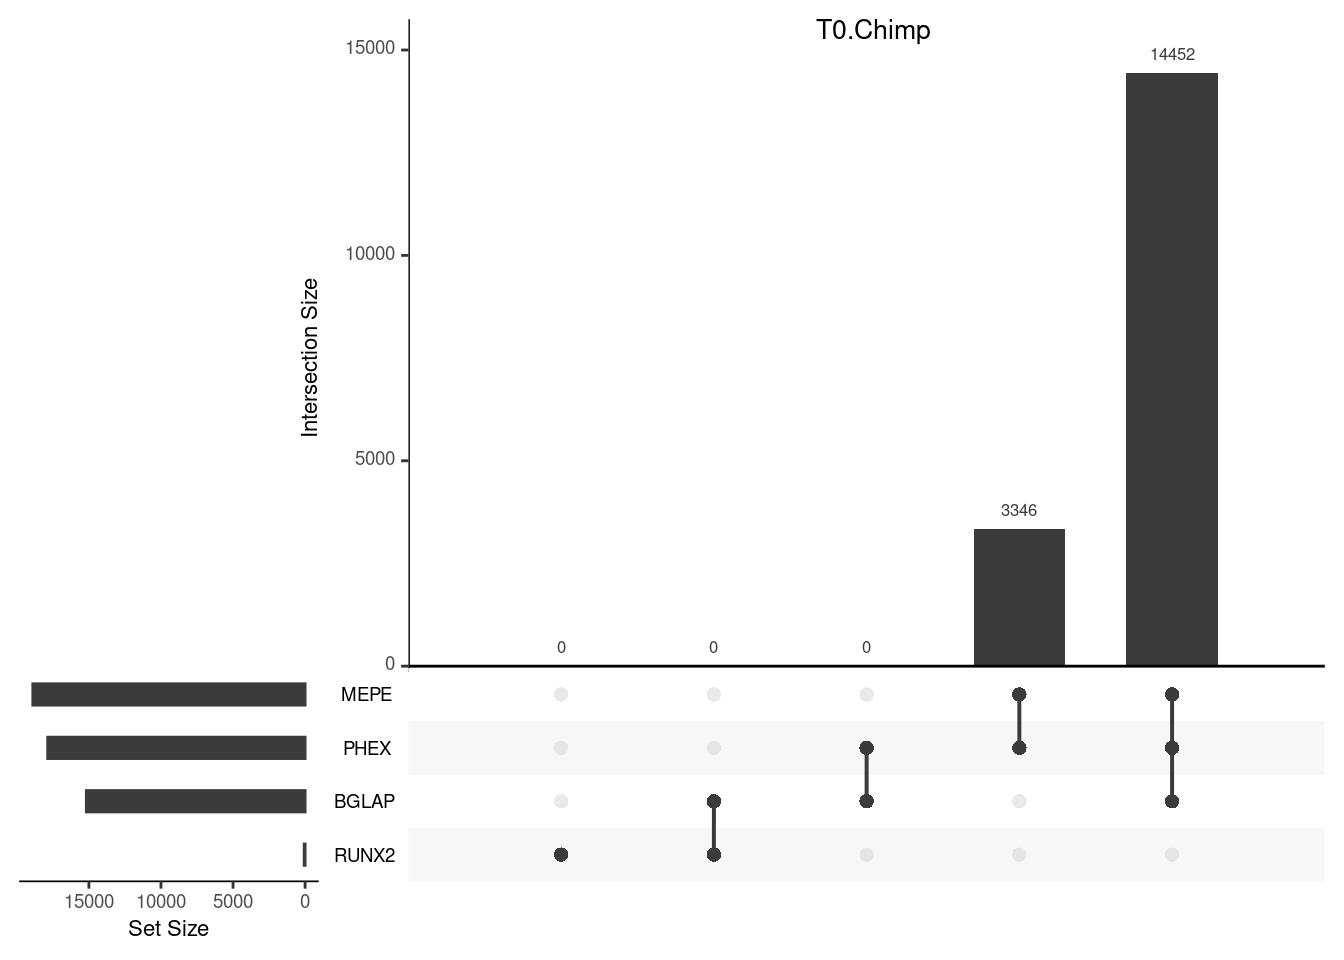 T0.Chimp
15000
14452
10000
Intersection Size
5000
3346
0
0
0
0
MEPE
PHEX
BGLAP
RUNX2
15000 10000 5000 0
Set Size